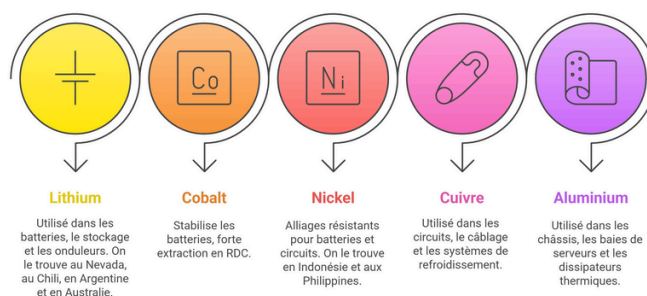 Co
Ni
Lithium
Utilisé dans les
batteries, le stockage
et les onduleurs. On
le trouve au Nevada,
au Chili, en Argentine
et en Australie.
Cobalt
Stabilise les
batteries, forte
extraction en RDC.
Nickel
Alliages résistants
pour batteries et
circuits. On le trouve
en Indonésie et aux
Philippines.
Cuivre
Utilisé dans les
circuits, le câblage
et les systèmes de
refroidissement.
Aluminium
Utilisé dans les
châssis, les baies de
serveurs et les
dissipateurs
thermiques.